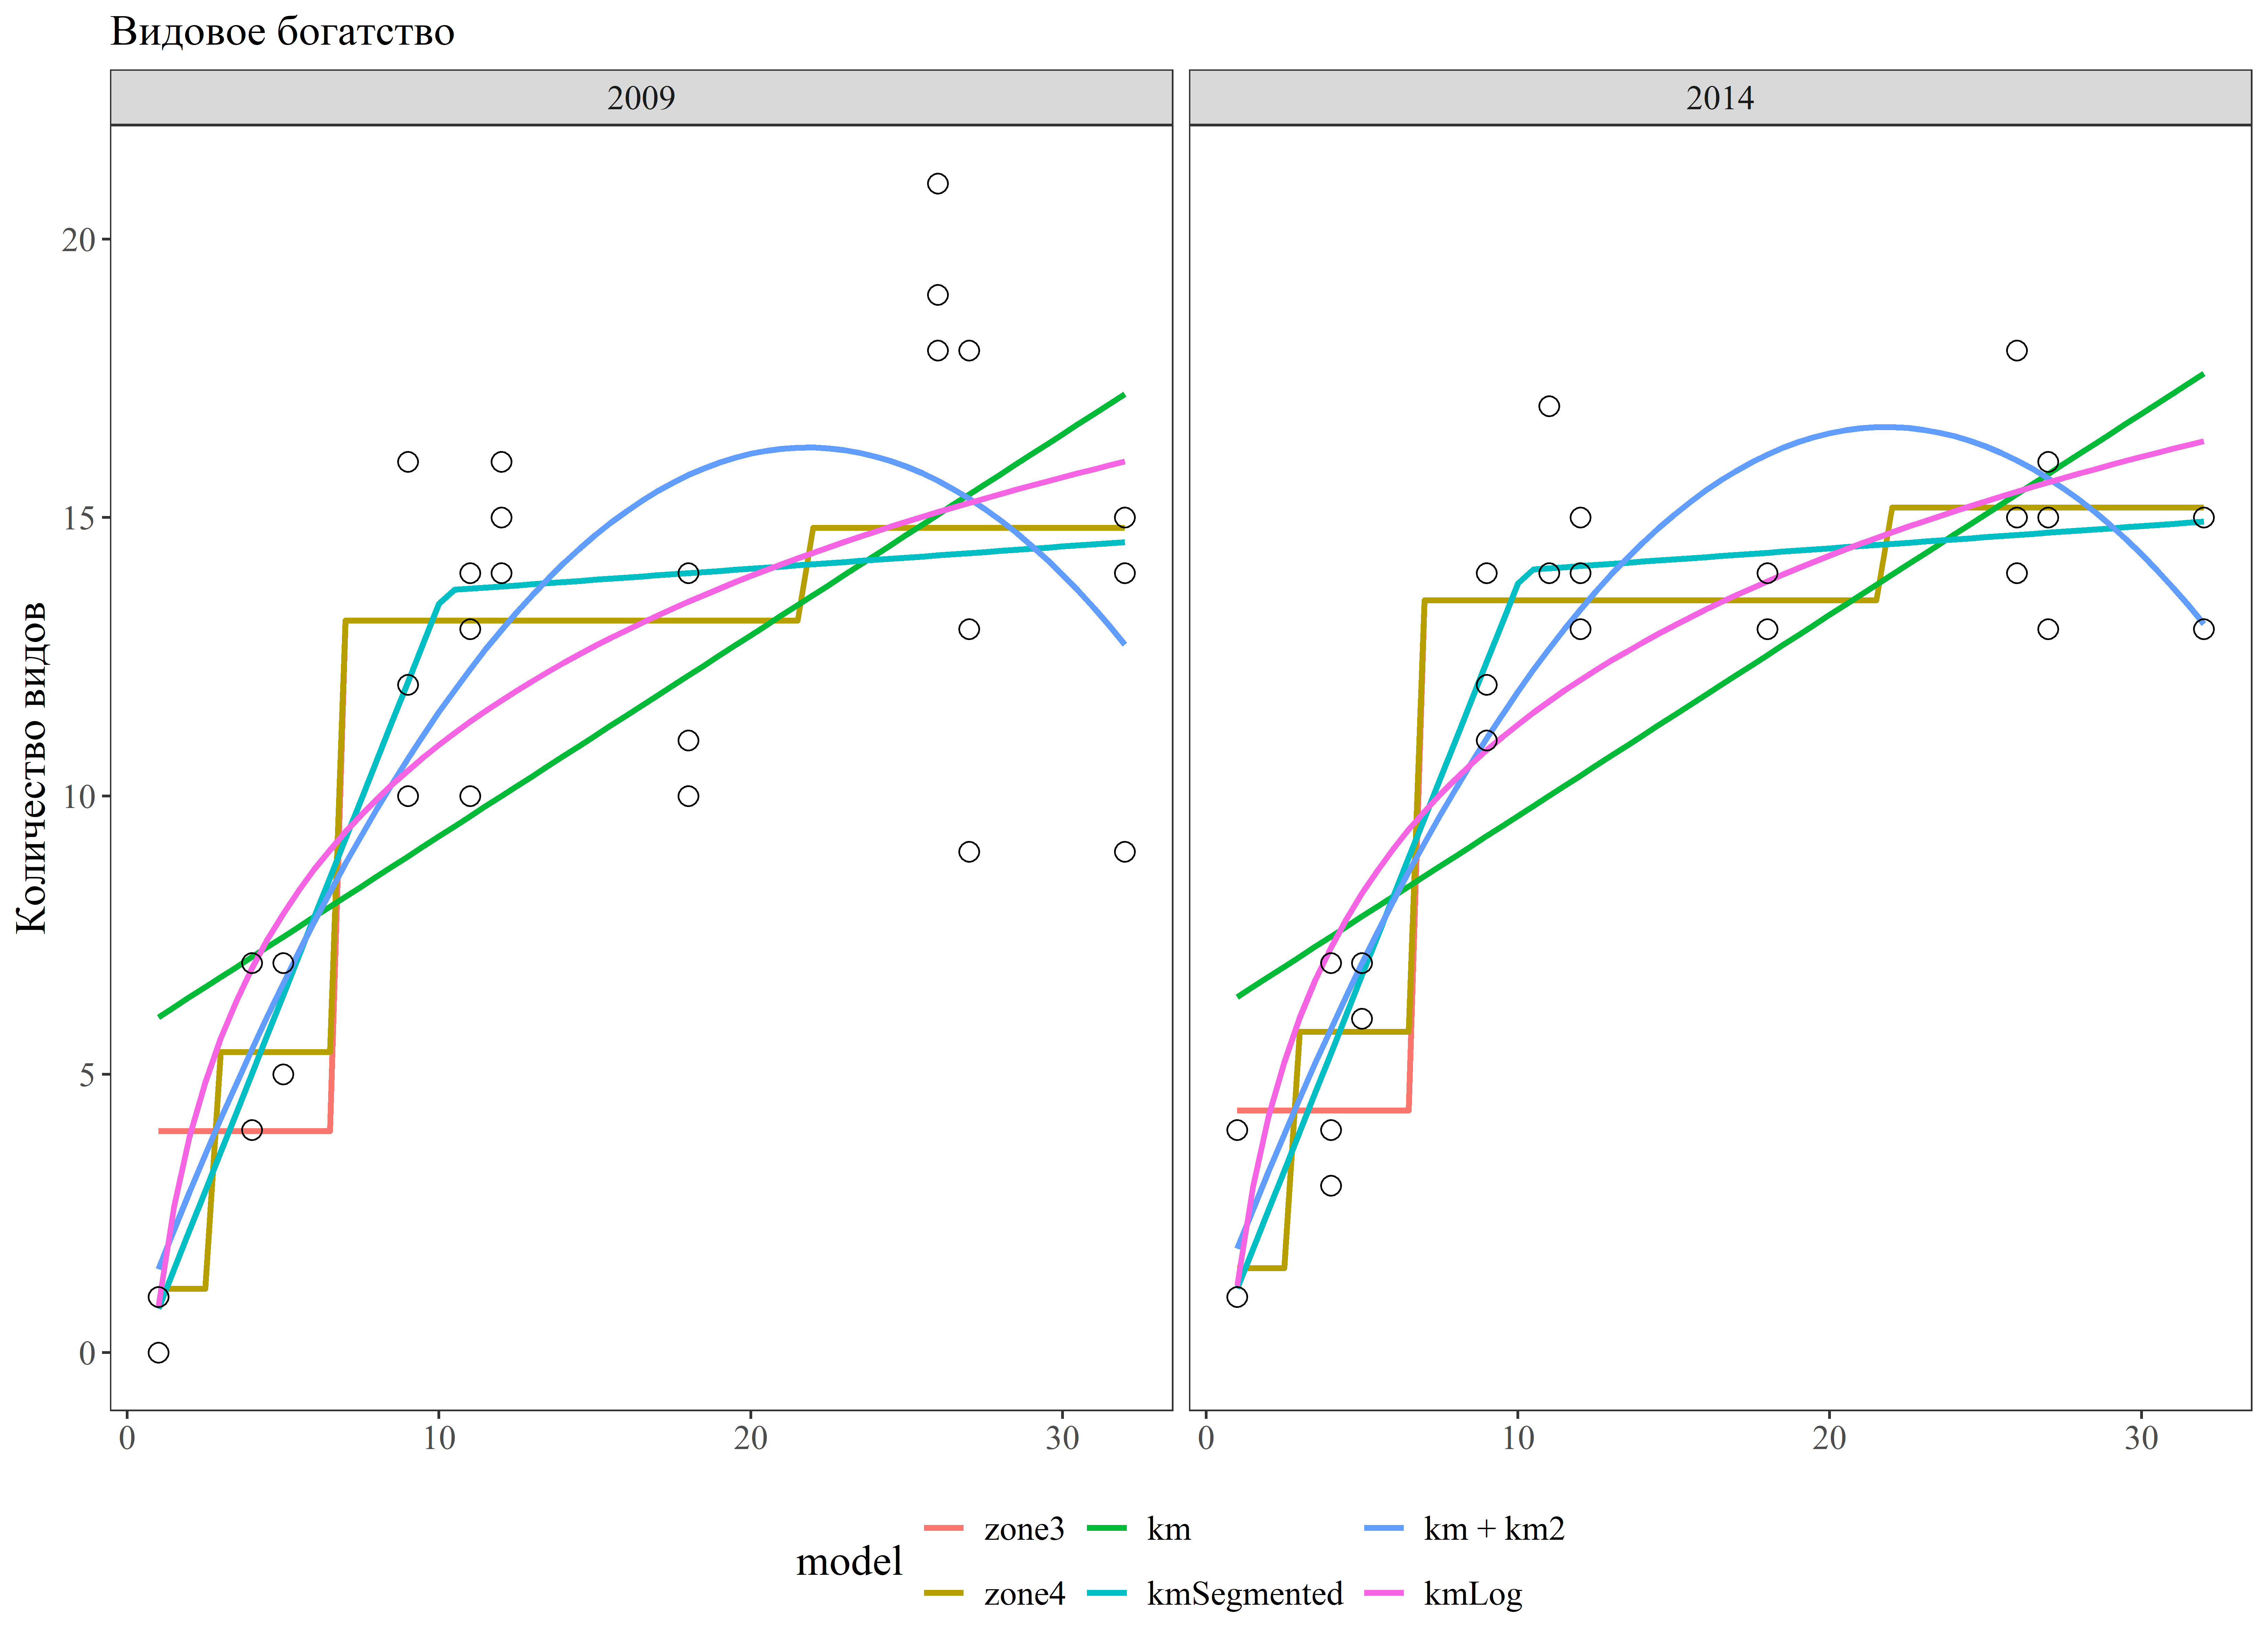 Видовое богатство
2009
2014
Количество видов
20
15
10
5
0
0 10 20 30
0 10 20 30
model
zone3 km km + km2
zone4 kmSegmented kmLog